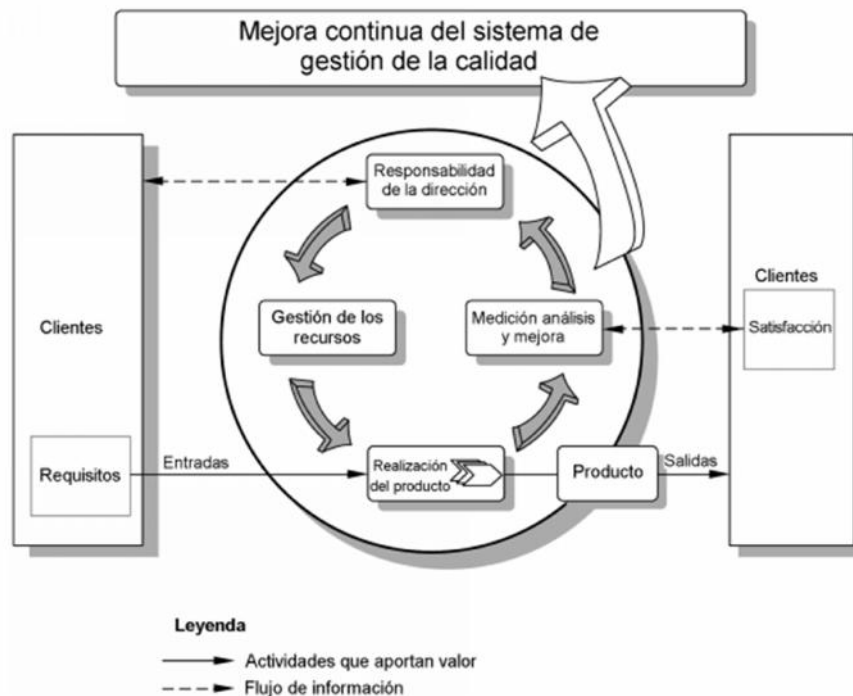 Mejora continua del sistema de
gestión de la calidad
Responsabilidad
de la dirección
Clientes
Gestión de los
recursos
Medición análisis
y mejora
Clientes
Satisfacción
Requisitos
Entradas
Realización
del producto
Producto
Salidas
Leyenda
Actividades que aportan valor
Flujo de información